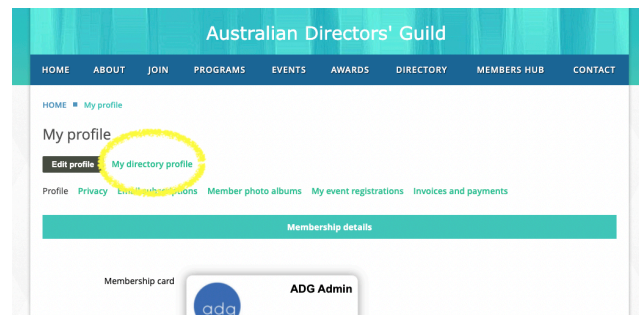 Australian Directors' Guild
HOME ABOUT JOIN PROGRAMS EVENTS AWARDS DIRECTORY MEMBERS HUB CONTACT
HOME My profile
My profile
Edit profile My directory profile
Profile Privacy Email subscriptions Member photo albums My event registrations Invoices and payments
Membership details
Membership card
ADG Admin
adg